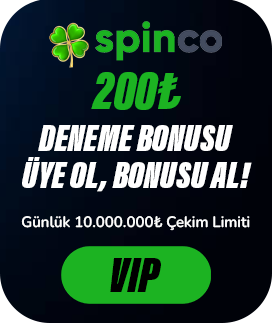 spinco
200₺
DENEME BONUSU
ÜYE OL, BONUSU AL!
Günlük 10.000.000₺ Çekim Limiti
VIP